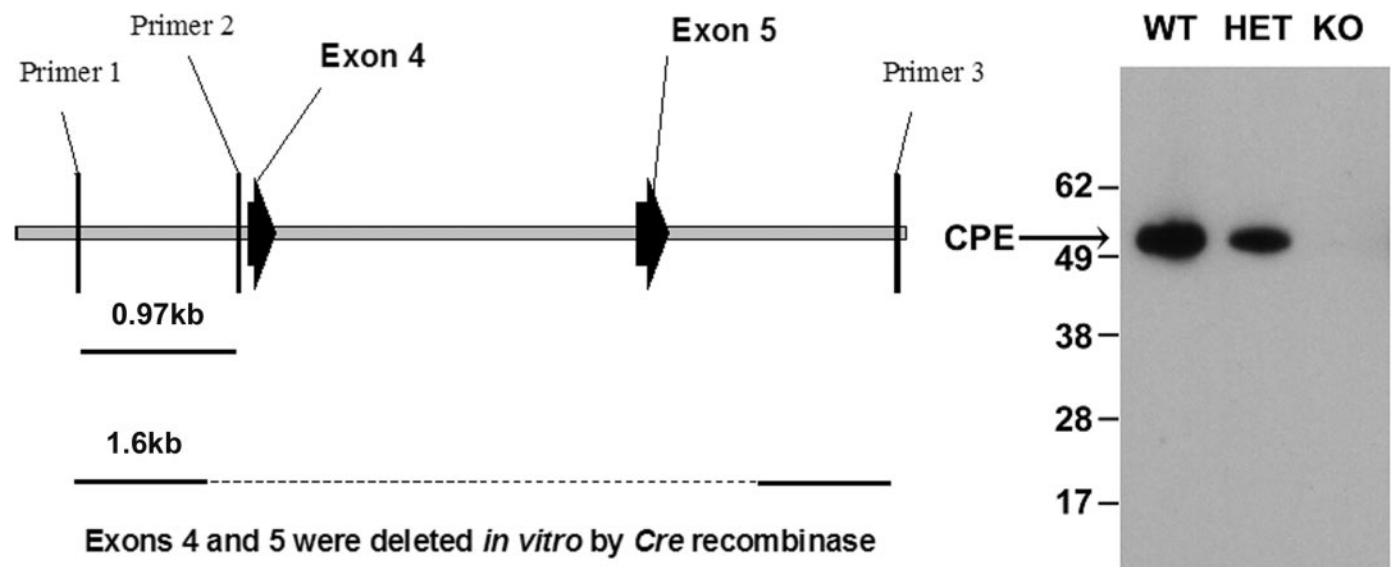 Primer 1
Primer 2
Exon 4
Exon 5
Primer 3
0.97kb
1.6kb
Exons 4 and 5 were deleted in vitro by Cre recombinase
WT HET KO
62
CPE
49
38
28
17